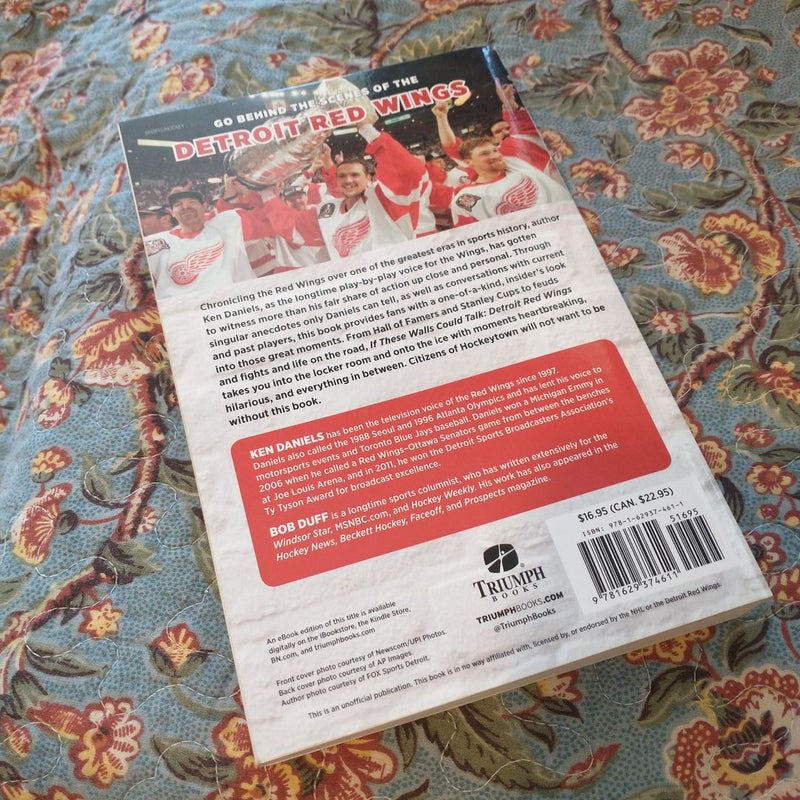 SPORTS/HOCKEY
GO BEHIND THE SCENES OF THE
DETROIT RED WINGS
Chronicling the Red Wings over one of the greatest eras in sports history, author
Ken Daniels, as the longtime play-by-play voice for the Wings, has gotten
to witness more than his fair share of action up close and personal. Through
singular anecdotes only Daniels can tell, as well as conversations with current
and past players, this book provides fans with a one-of-a-kind, insider's look
into those great moments. From Hall of Famers and Stanley Cups to feuds
and fights and life on the road, If These Walls Could Talk: Detroit Red Wings
takes you into the locker room and onto the ice with moments heartbreaking,
hilarious, and everything in between. Citizens of Hockeytown will not want to be
without this book.
KEN DANIELS has been the television voice of the Red Wings since 1997.
Daniels also called the 1988 Seoul and 1996 Atlanta Olympics and has lent his voice to
motorsports events and Toronto Blue Jays baseball. Daniels won a Michigan Emmy in
2006 when he called a Red Wings-Ottawa Senators game from between the benches
at Joe Louis Arena, and in 2011, he won the Detroit Sports Broadcasters Association's
Ty Tyson Award for broadcast excellence.
BOB DUFF is a longtime sports columnist, who has written extensively for the
Windsor Star, MSNBC.com, and Hockey Weekly. His work has also appeared in the
Hockey News, Beckett Hockey, Faceoff, and Prospects magazine.
$16.95 (CAN. $22.95)
ISBN: 978-1-62937-461-1
51695
9 781629 374611
TRIUMPH
BOOKS
TRIUMPHBOOKS.COM
@TriumphBooks
An eBook edition of this title is available
digitally on the iBookstore, the Kindle Store,
BN.com, and triumphbooks.com
Front cover photo courtesy of Newscom/UPI Photos.
Back cover photo courtesy of AP Images.
Author photo courtesy of FOX Sports Detroit.
This is an unofficial publication. This book is in no way affiliated with, licensed by, or endorsed by the NHL or the Detroit Red Wings.